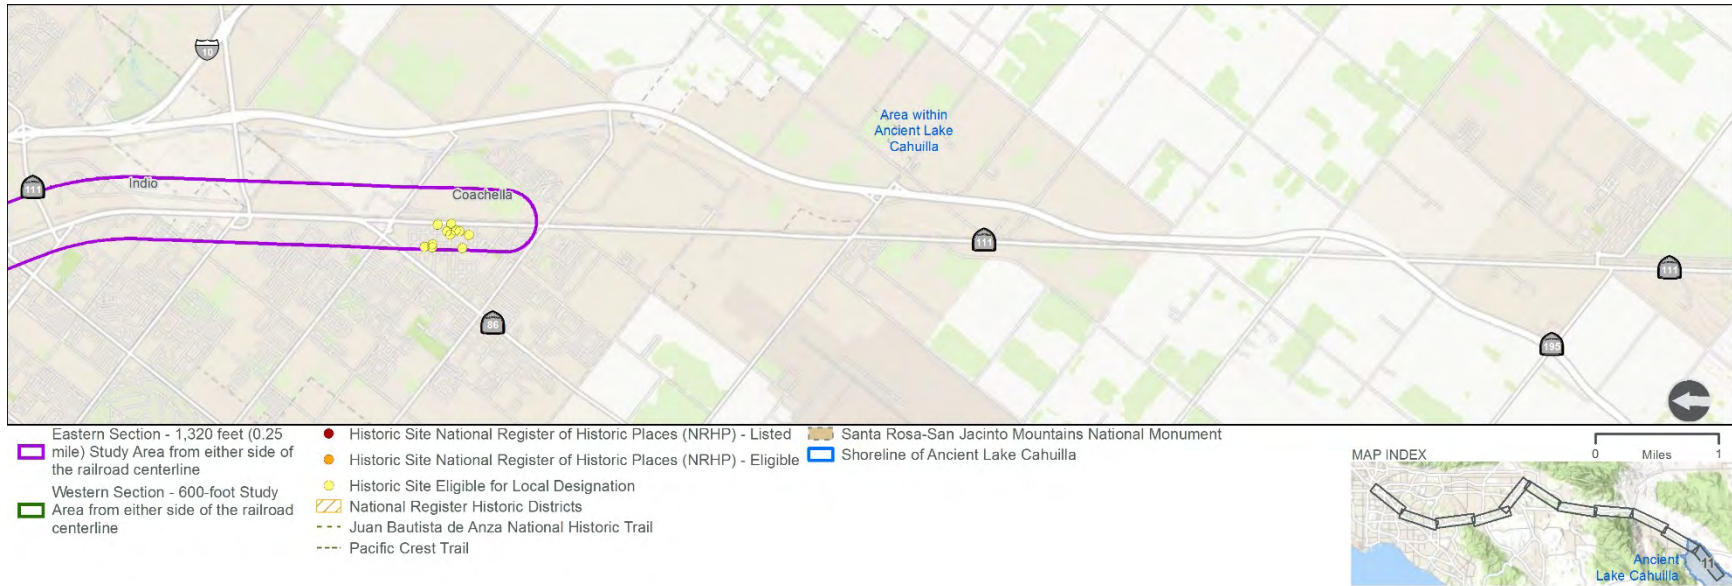 10
Area within
Ancient Lake
Cahuilla
111
Indio
Coachella
111
111
86
195
Eastern Section - 1,320 feet (0.25
mile) Study Area from either side of
the railroad centerline
Western Section - 600-foot Study
Area from either side of the railroad
centerline
Historic Site National Register of Historic Places (NRHP) - Listed
Historic Site National Register of Historic Places (NRHP) - Eligible
Historic Site Eligible for Local Designation
National Register Historic Districts
Juan Bautista de Anza National Historic Trail
Pacific Crest Trail
Santa Rosa-San Jacinto Mountains National Monument
Shoreline of Ancient Lake Cahuilla
0 Miles 1
MAP INDEX
Ancient
Lake Cahuilla
11